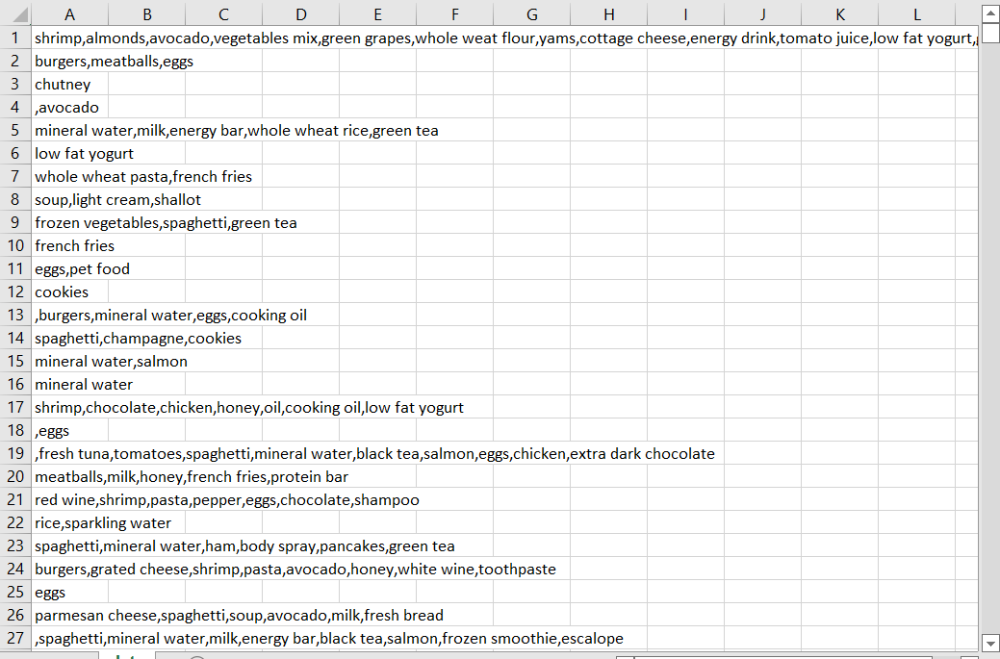 A B C D E F G H I J K L
1 shrimp,almonds,avocado,vegetables mix,green grapes,whole weat flour,yams,cottage cheese,energy drink,tomato juice,low fat yogurt,
2 burgers,meatballs,eggs
3 chutney
4 ,avocado
5 mineral water,milk,energy bar,whole wheat rice,green tea
6 low fat yogurt
7 whole wheat pasta,french fries
8 soup,light cream,shallot
9 frozen vegetables,spaghetti,green tea
10 french fries
11 eggs,pet food
12 cookies
13 ,burgers,mineral water,eggs,cooking oil
14 spaghetti,champagne,cookies
15 mineral water,salmon
16 mineral water
17 shrimp,chocolate,chicken,honey,oil,cooking oil,low fat yogurt
18 ,eggs
19 ,fresh tuna,tomatoes,spaghetti,mineral water,black tea,salmon,eggs,chicken,extra dark chocolate
20 meatballs,milk,honey,french fries,protein bar
21 red wine,shrimp,pasta,pepper,eggs,chocolate,shampoo
22 rice,sparkling water
23 spaghetti,mineral water,ham,body spray,pancakes,green tea
24 burgers,grated cheese,shrimp,pasta,avocado,honey,white wine,toothpaste
25 eggs
26 parmesan cheese,spaghetti,soup,avocado,milk,fresh bread
27 ,spaghetti,mineral water,milk,energy bar,black tea,salmon,frozen smoothie,escalope